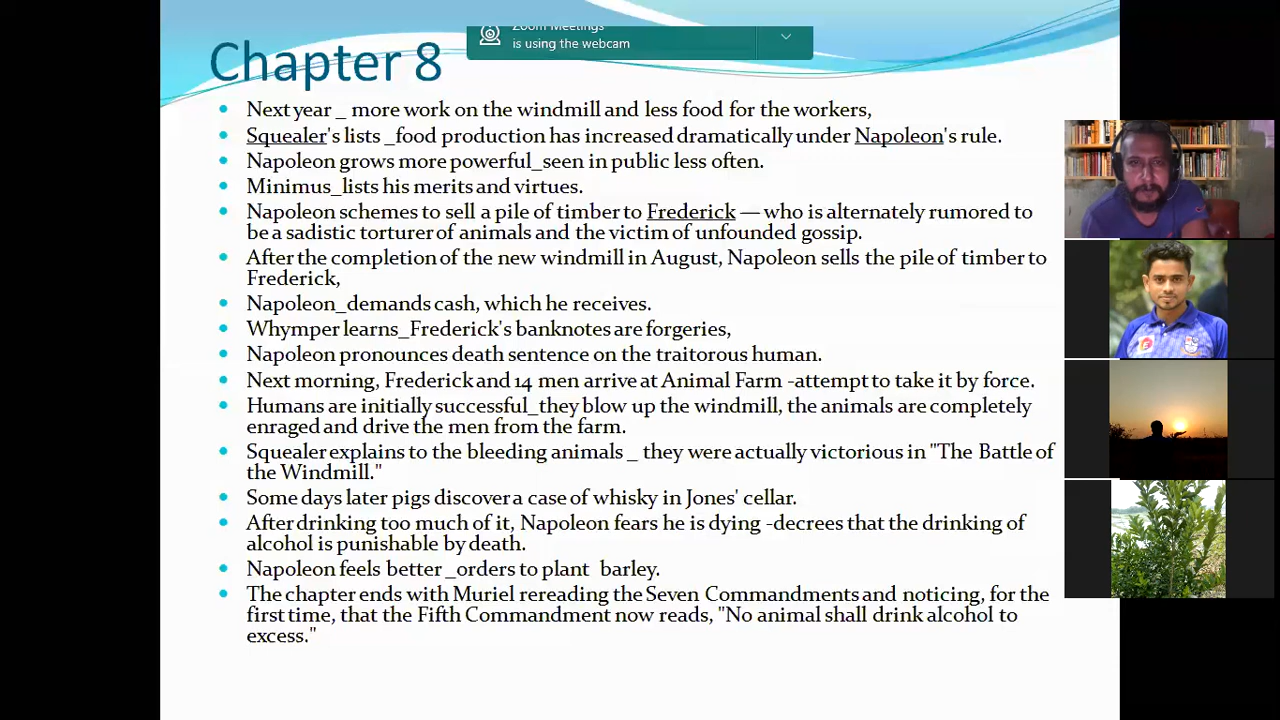 Zoom Meetings
is using the webcam
Chapter 8
Next year _ more work on the windmill and less food for the workers,
Squealer's lists _food production has increased dramatically under Napoleon's rule.
Napoleon grows more powerful_seen in public less often.
Minimus_lists his merits and virtues.
Napoleon schemes to sell a pile of timber to Frederick — who is alternately rumored to
be a sadistic torturer of animals and the victim of unfounded gossip.
After the completion of the new windmill in August, Napoleon sells the pile of timber to
Frederick,
Napoleon_demands cash, which he receives.
Whymper learns_Frederick's banknotes are forgeries,
Napoleon pronounces death sentence on the traitorous human.
Next morning, Frederick and 14 men arrive at Animal Farm -attempt to take it by force.
Humans are initially successful_they blow up the windmill, the animals are completely
enraged and drive the men from the farm.
Squealer explains to the bleeding animals _ they were actually victorious in "The Battle of
the Windmill."
Some days later pigs discover a case of whisky in Jones' cellar.
After drinking too much of it, Napoleon fears he is dying -decrees that the drinking of
alcohol is punishable by death.
Napoleon feels better _orders to plant  barley.
The chapter ends with Muriel rereading the Seven Commandments and noticing, for the
first time, that the Fifth Commandment now reads, "No animal shall drink alcohol to
excess."